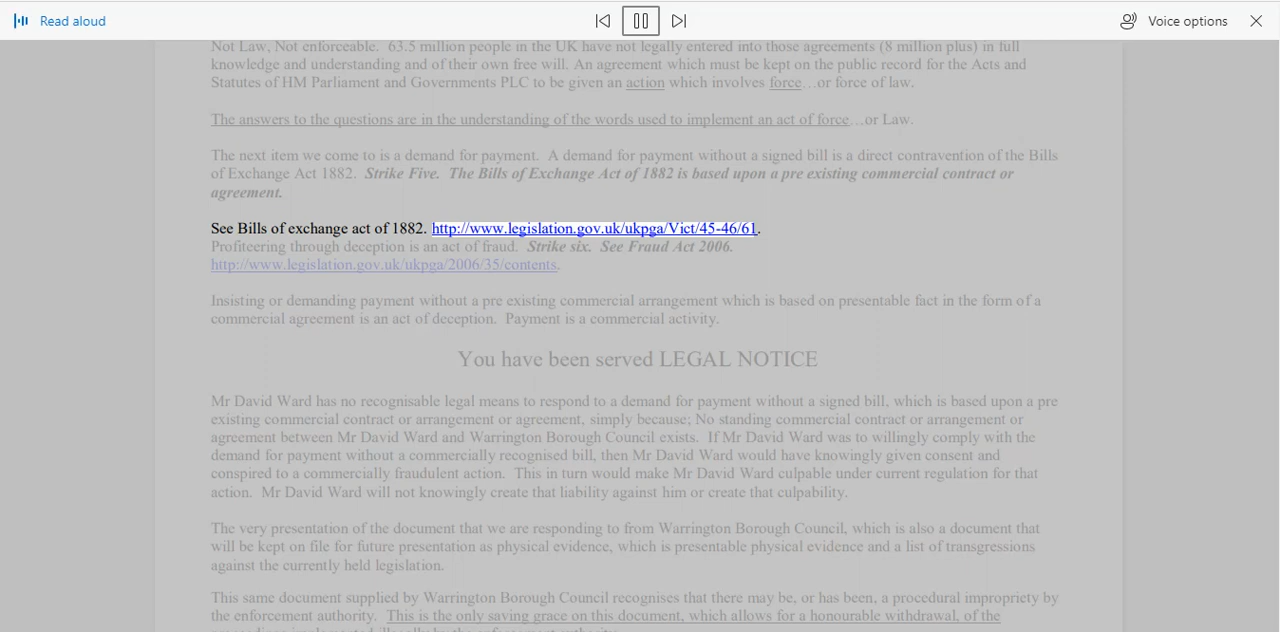 Read aloud
Voice options
Not Law, Not enforceable. 63.5 million people in the UK have not legally entered into those agreements (8 million plus) in full
knowledge and understanding and of their own free will. An agreement which must be kept on the public record for the Acts and
Statutes of HM Parliament and Governments PLC to be given an action which involves force…or force of law.
The answers to the questions are in the understanding of the words used to implement an act of force…or Law.
The next item we come to is a demand for payment. A demand for payment without a signed bill is a direct contravention of the Bills
of Exchange Act 1882. Strike Five. The Bills of Exchange Act of 1882 is based upon a pre existing commercial contract or
agreement.
See Bills of exchange act of 1882. http://www.legislation.gov.uk/ukpga/Vict/45-46/61.
Profiteering through deception is an act of fraud. Strike six. See Fraud Act 2006.
http://www.legislation.gov.uk/ukpga/2006/35/contents.
Insisting or demanding payment without a pre existing commercial arrangement which is based on presentable fact in the form of a
commercial agreement is an act of deception. Payment is a commercial activity.
You have been served LEGAL NOTICE
Mr David Ward has no recognisable legal means to respond to a demand for payment without a signed bill, which is based upon a pre
existing commercial contract or arrangement or agreement, simply because; No standing commercial contract or arrangement or
agreement between Mr David Ward and Warrington Borough Council exists. If Mr David Ward was to willingly comply with the
demand for payment without a commercially recognised bill, then Mr David Ward would have knowingly given consent and
conspired to a commercially fraudulent action. This in turn would make Mr David Ward culpable under current regulation for that
action. Mr David Ward will not knowingly create that liability against him or create that culpability.
The very presentation of the document that we are responding to from Warrington Borough Council, which is also a document that
will be kept on file for future presentation as physical evidence, which is presentable physical evidence and a list of transgressions
against the currently held legislation.
This same document supplied by Warrington Borough Council recognises that there may be, or has been, a procedural impropriety by
the enforcement authority. This is the only saving grace on this document, which allows for a honourable withdrawal, of the